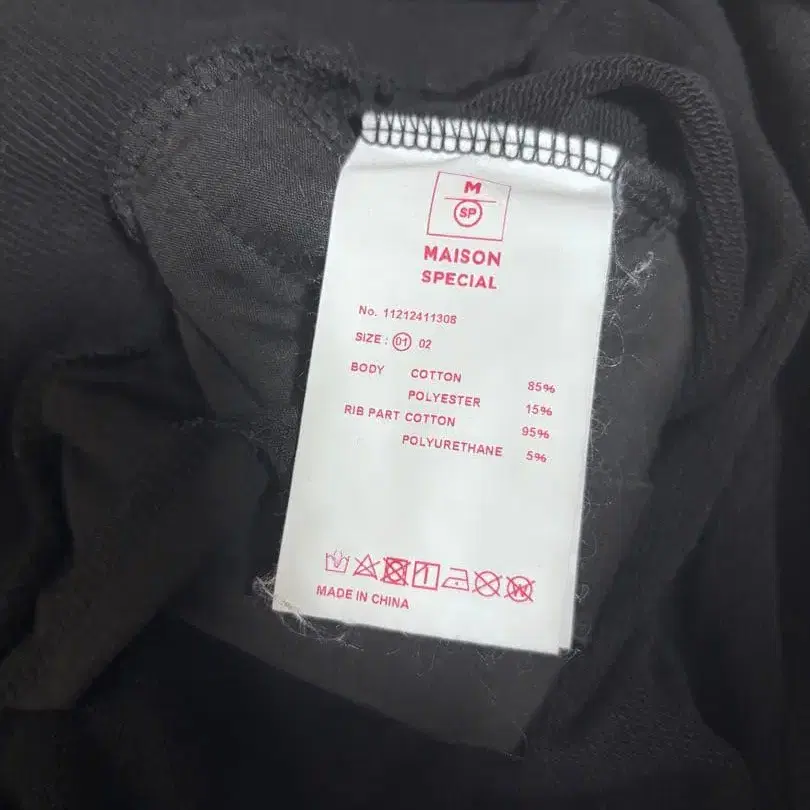 M
SP
MAISON
SPECIAL
No. 11212411308
SIZE : 01 02
BODY COTTON 85%
POLYESTER 15%
RIB PART COTTON 95%
POLYURETHANE 5%
W
MADE IN CHINA